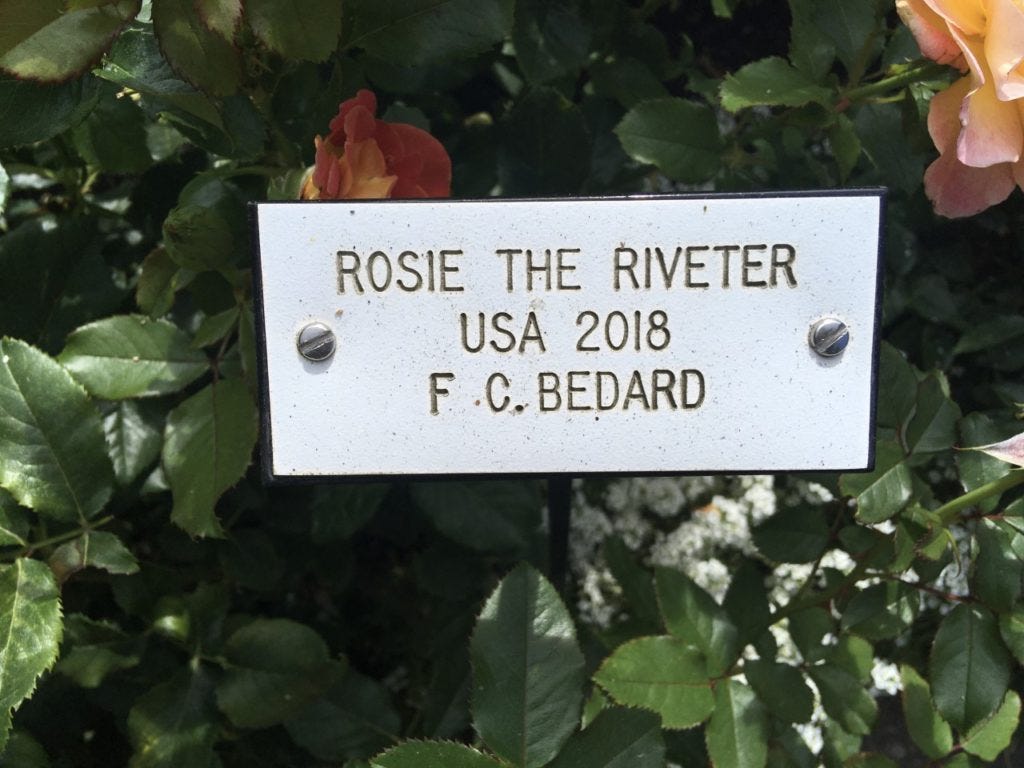 ROSIE THE RIVETER
USA 2018
F C. BEDARD